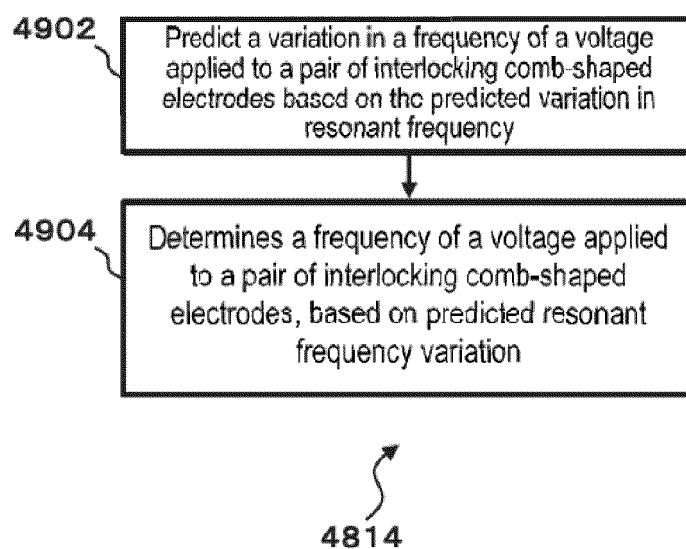 4902
Predict a variation in a frequency of a voltage
applied to a pair of interlocking comb-shaped
electrodes based on the predicted variation in
resonant frequency
4904
Determines a frequency of a voltage applied
to a pair of interlocking comb-shaped
electrodes, based on predicted resonant
frequency variation
4814